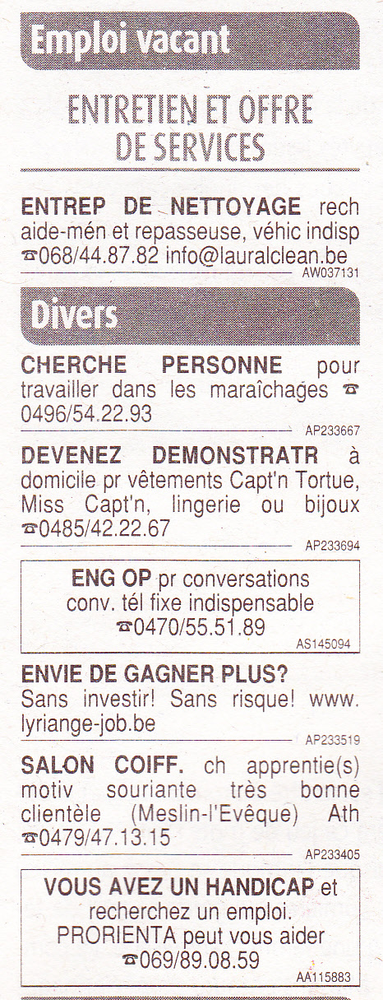 Emploi vacant
ENTRETIEN ET OFFRE
DE SERVICES
ENTREP DE NETTOYAGE rech
aide-mén et repasseuse, véhic indisp
☎068/44.87.82 info@lauralclean.be
AW037131
Divers
CHERCHE PERSONNE pour
travailler dans les maraîchages ☎
0496/54.22.93
AP233667
DEVENEZ DEMONSTRATR à
domicile pr vêtements Capt'n Tortue,
Miss Capt'n, lingerie ou bijoux
☎0485/42.22.67
AP233694
ENG OP pr conversations
conv. tél fixe indispensable
☎0470/55.51.89
AS145094
ENVIE DE GAGNER PLUS?
Sans investir! Sans risque! www.
lyriange-job.be
AP233519
SALON COIFF. ch apprentie(s)
motiv souriante très bonne
clientèle (Meslin-l'Evêque) Ath
☎0479/47.13.15
AP233405
VOUS AVEZ UN HANDICAP et
recherchez un emploi.
PRORIENTA peut vous aider
☎069/89.08.59
AA115883